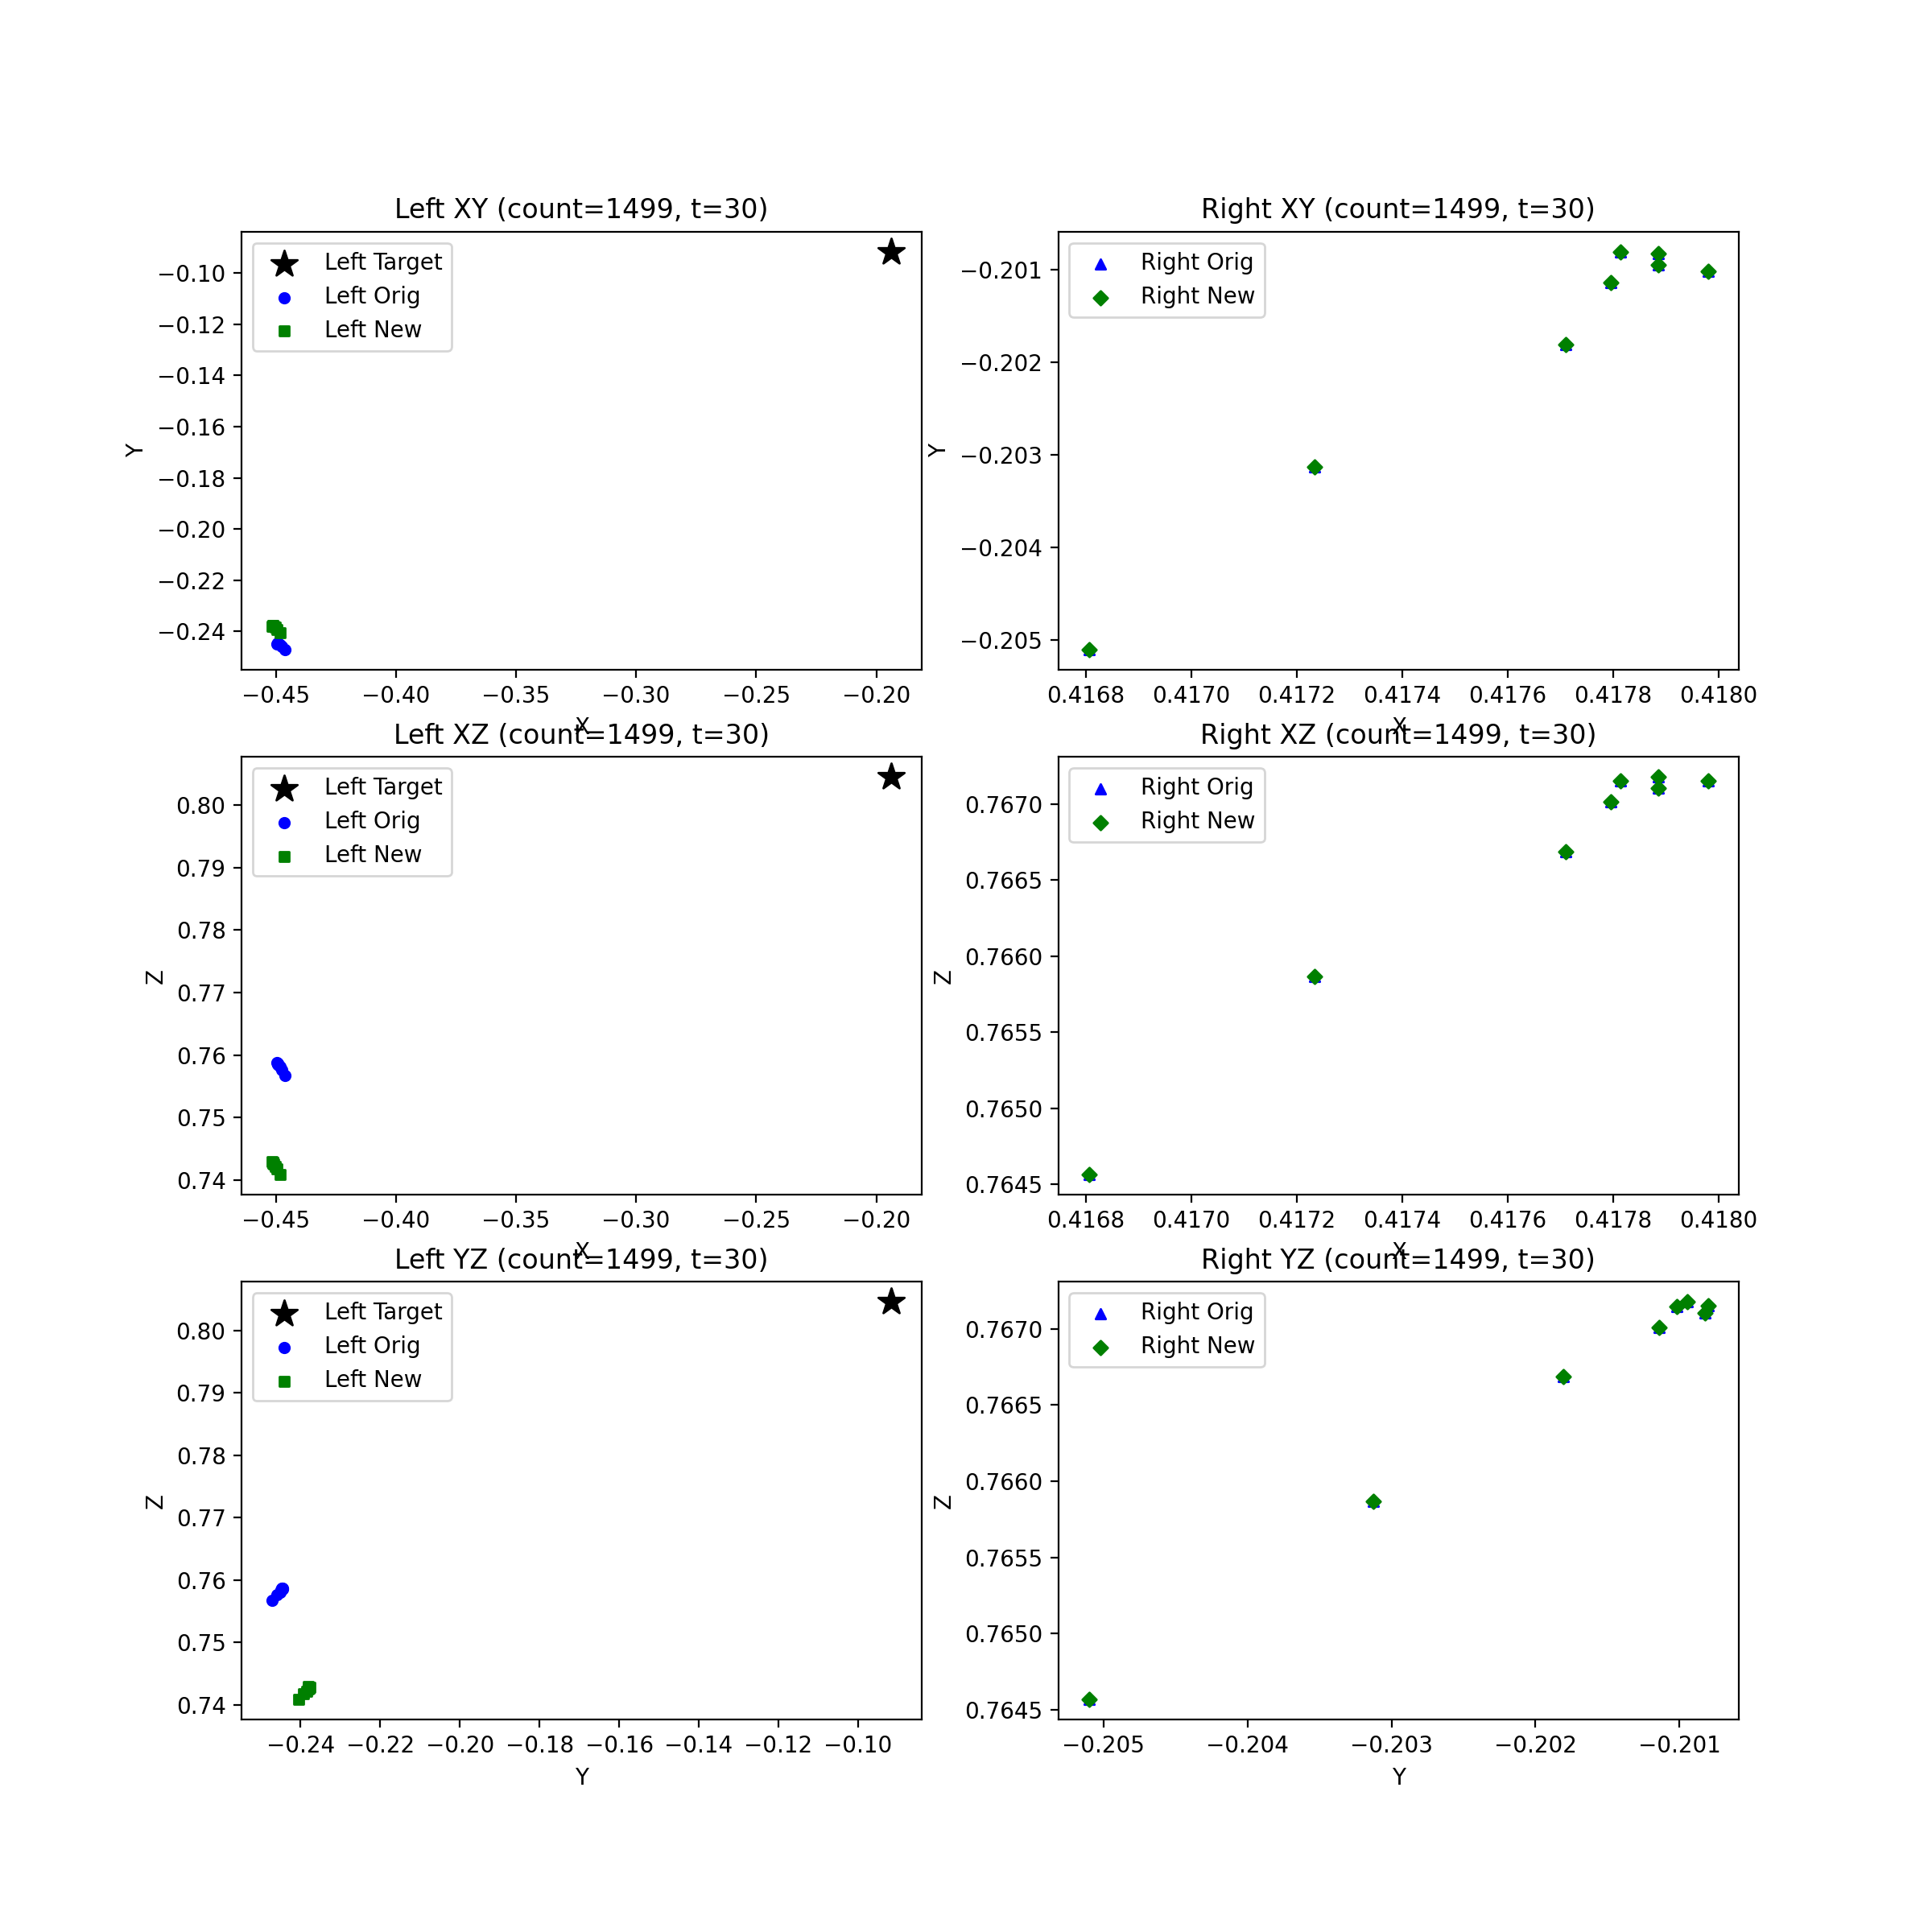 Left XY (count=1499, t=30)
Left Target
Left Orig
Left New
−0.10
−0.12
−0.14
−0.16
−0.18
−0.20
−0.22
−0.24
Y
−0.45
−0.40
−0.35
−0.30
−0.25
−0.20
X
Right XY (count=1499, t=30)
Right Orig
Right New
−0.201
−0.202
−0.203
−0.204
−0.205
Y
0.4168
0.4170
0.4172
0.4174
0.4176
0.4178
0.4180
X
Left XZ (count=1499, t=30)
Left Target
Left Orig
Left New
0.80
0.79
0.78
0.77
0.76
0.75
0.74
Z
−0.45
−0.40
−0.35
−0.30
−0.25
−0.20
X
Right XZ (count=1499, t=30)
Right Orig
Right New
0.7670
0.7665
0.7660
0.7655
0.7650
0.7645
Z
0.4168
0.4170
0.4172
0.4174
0.4176
0.4178
0.4180
X
Left YZ (count=1499, t=30)
Left Target
Left Orig
Left New
0.80
0.79
0.78
0.77
0.76
0.75
0.74
Z
−0.24
−0.22
−0.20
−0.18
−0.16
−0.14
−0.12
−0.10
Y
Right YZ (count=1499, t=30)
Right Orig
Right New
0.7670
0.7665
0.7660
0.7655
0.7650
0.7645
Z
−0.205
−0.204
−0.203
−0.202
−0.201
Y